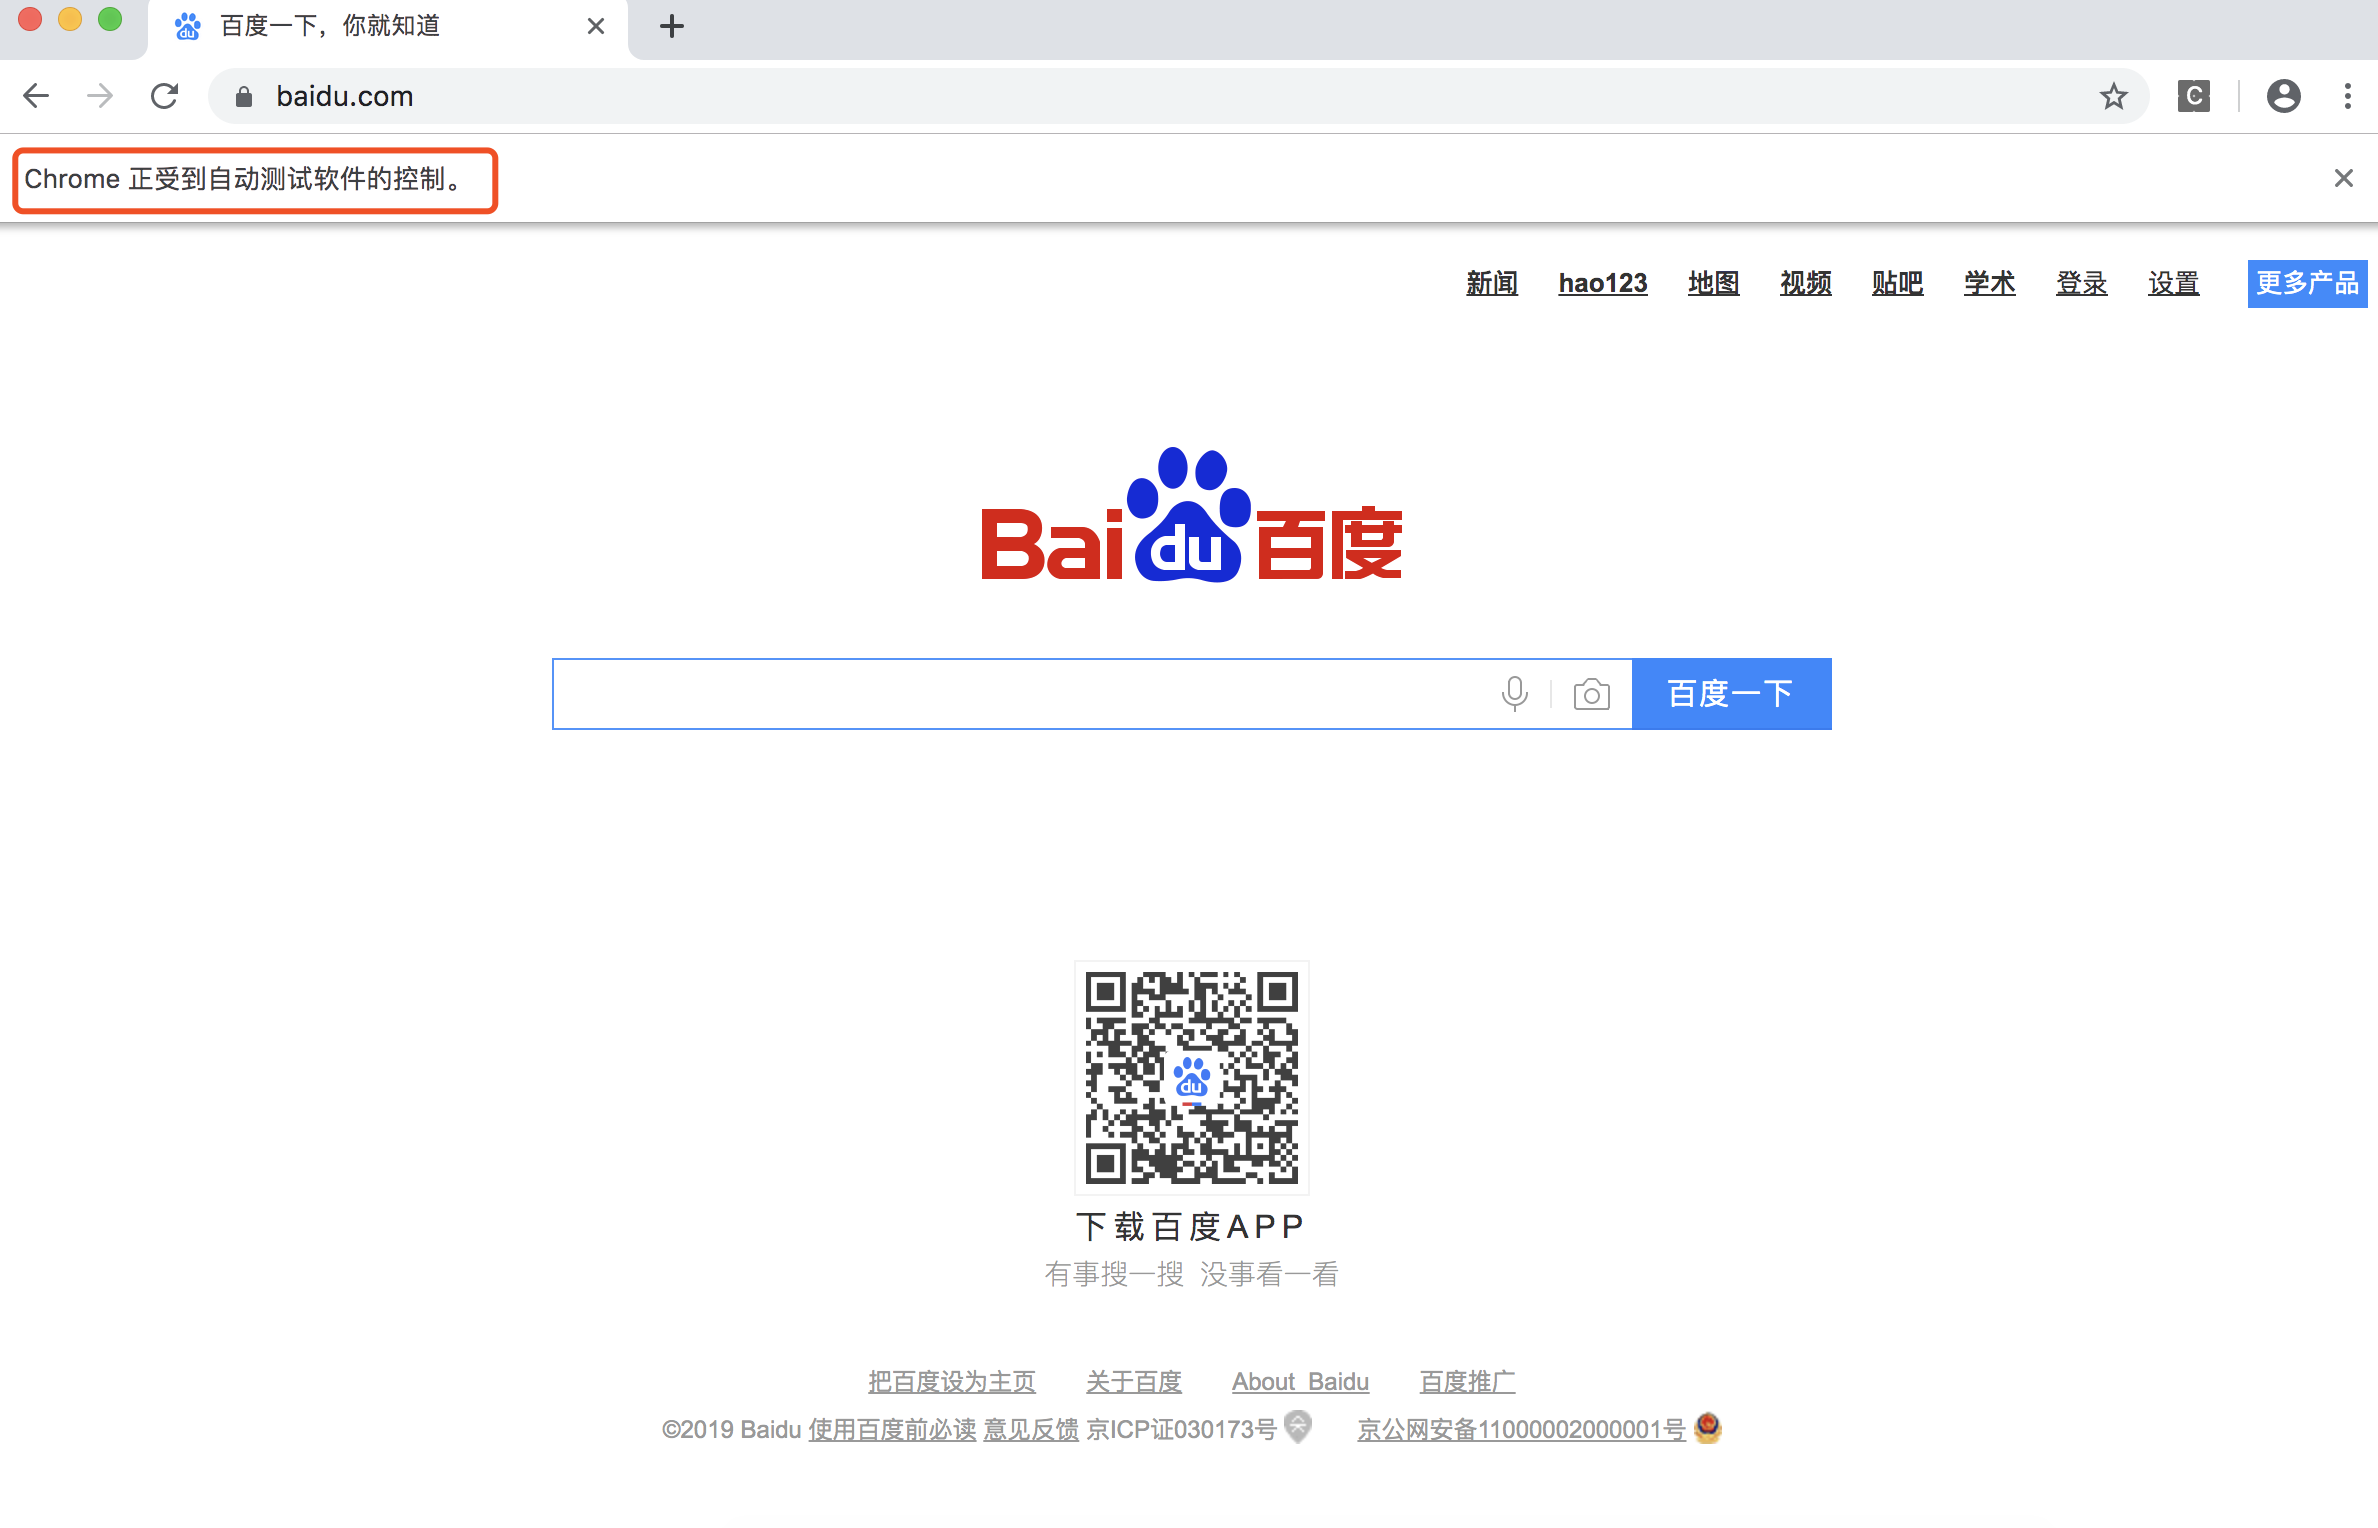 百度一下，你就知道
baidu.com
C
Chrome 正受到自动测试软件的控制。
新闻 hao123 地图 视频 贴吧 学术 登录 设置 更多产品
Bai du 百度
百度一下
du
下载百度APP
有事搜一搜 没事看一看
把百度设为主页 关于百度 About Baidu 百度推广
©2019 Baidu 使用百度前必读 意见反馈 京ICP证030173号 京公网安备11000002000001号